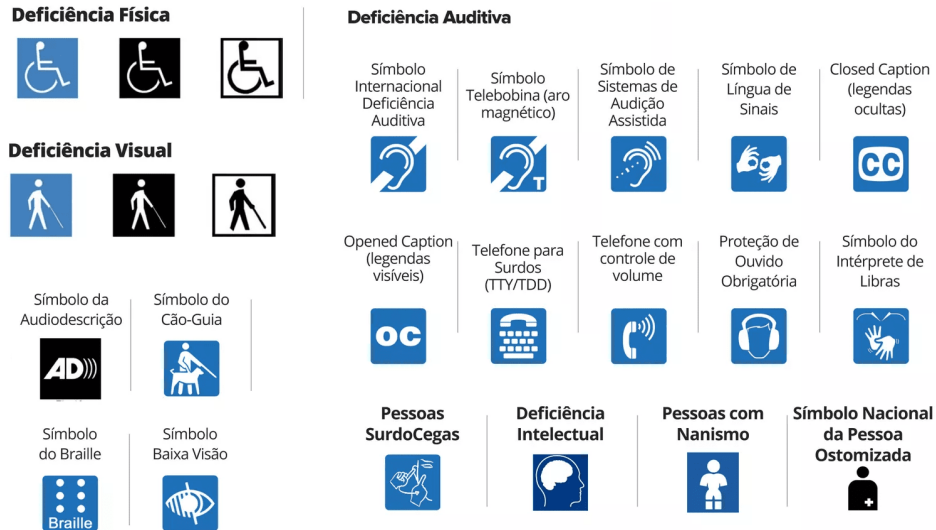 Deficiência Física
Deficiência Visual
Símbolo da
Audiodescrição
AD
Símbolo do
Cão-Guia
Símbolo
do Braille
Braille
Símbolo
Baixa Visão
Deficiência Auditiva
Símbolo
Internacional
Deficiência
Auditiva
Símbolo
Telebobina (aro
magnético)
T
Símbolo de
Sistemas de
Audição
Assistida
Símbolo de
Língua de
Sinais
Closed Caption
(legendas
ocultas)
CC
Opened Caption
(legendas
visíveis)
OC
Telefone para
Surdos
(TTY/TDD)
Telefone com
controle de
volume
Proteção de
Ouvido
Obrigatória
Símbolo do
Intérprete de
Libras
Pessoas
SurdoCegas
Deficiência
Intelectual
Pessoas com
Nanismo
Símbolo Nacional
da Pessoa
Ostomizada